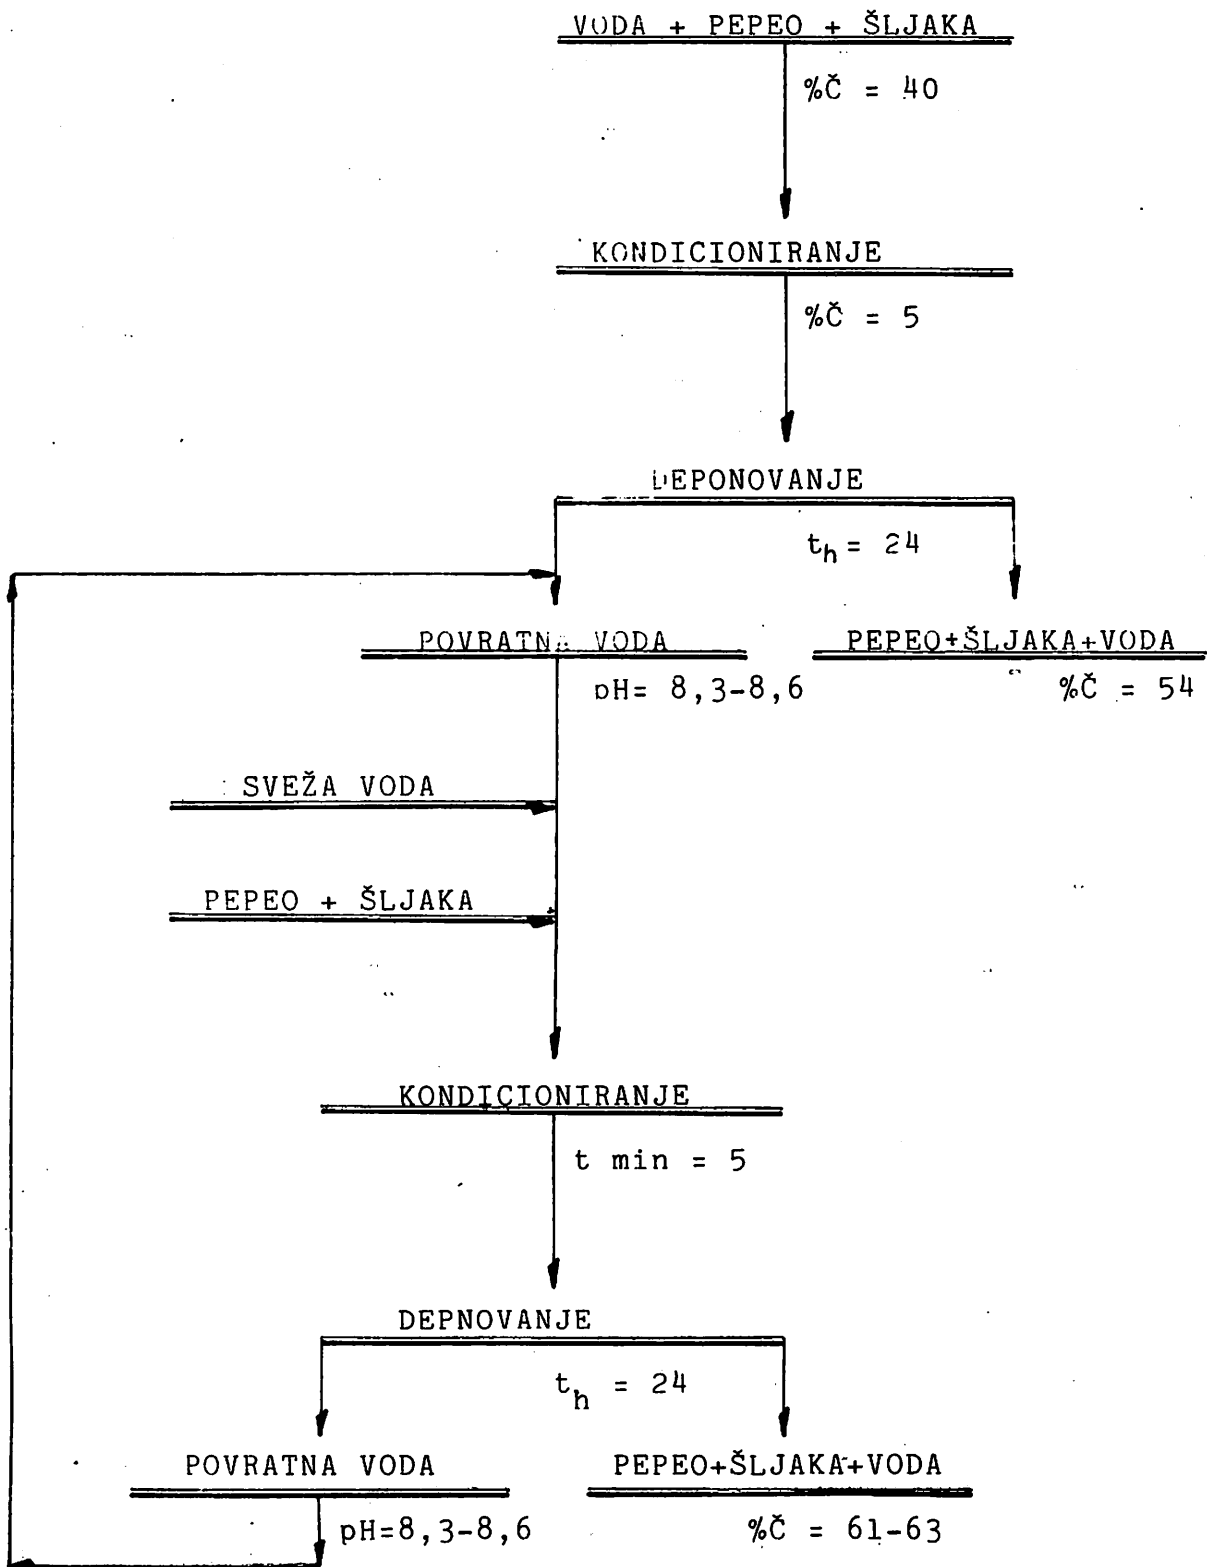 VODA + PEPEO + ŠLJAKA
%Č = 40
KONDICIONIRANJE
%Č = 5
DEPONOVANJE
t_h = 24
POVRATNA VODA PEPEO+ŠLJAKA+VODA
pH= 8,3-8,6 %Č = 54
SVEŽA VODA
PEPEO + ŠLJAKA
KONDICIONIRANJE
t min = 5
DEPNOVANJE
t_h = 24
POVRATNA VODA PEPEO+ŠLJAKA+VODA
pH=8,3-8,6 %Č = 61-63